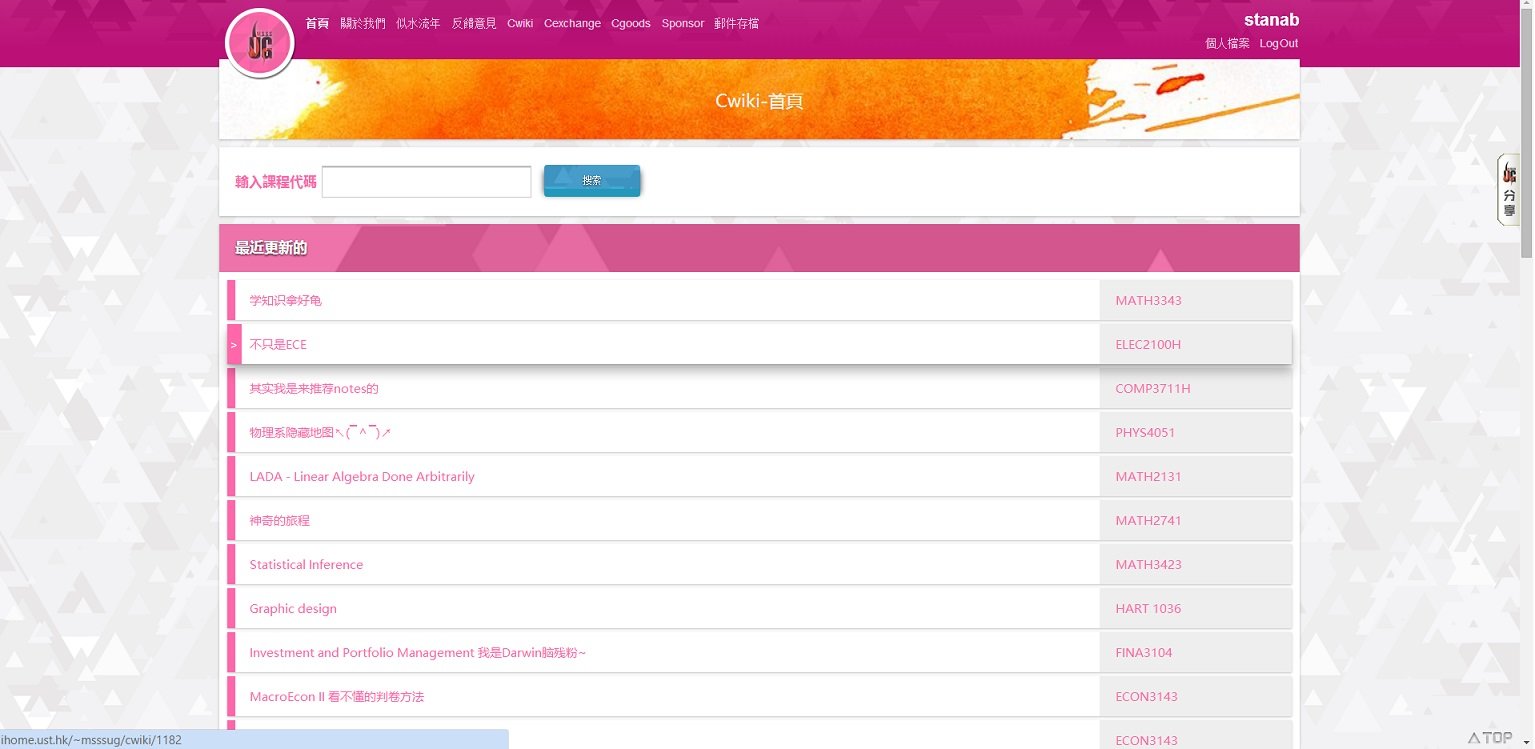 首頁 關於我們 似水流年 反饋意見 Cwiki Cexchange Cgoods Sponsor 郵件存檔
stanab
個人檔案 LogOut
MSSS
UG
Cwiki-首頁
輸入課程代碼 搜索
UG
分
享
最近更新的
学知识拿好龟 MATH3343
> 不只是ECE ELEC2100H
其实我是来推荐notes的 COMP3711H
物理系隐藏地图↖(▔＾▔)↗ PHYS4051
LADA - Linear Algebra Done Arbitrarily MATH2131
神奇的旅程 MATH2741
Statistical Inference MATH3423
Graphic design HART 1036
Investment and Portfolio Management 我是Darwin脑残粉~ FINA3104
MacroEcon II 看不懂的判卷方法 ECON3143
ECON3143
ihome.ust.hk/~msssug/cwiki/1182
TOP